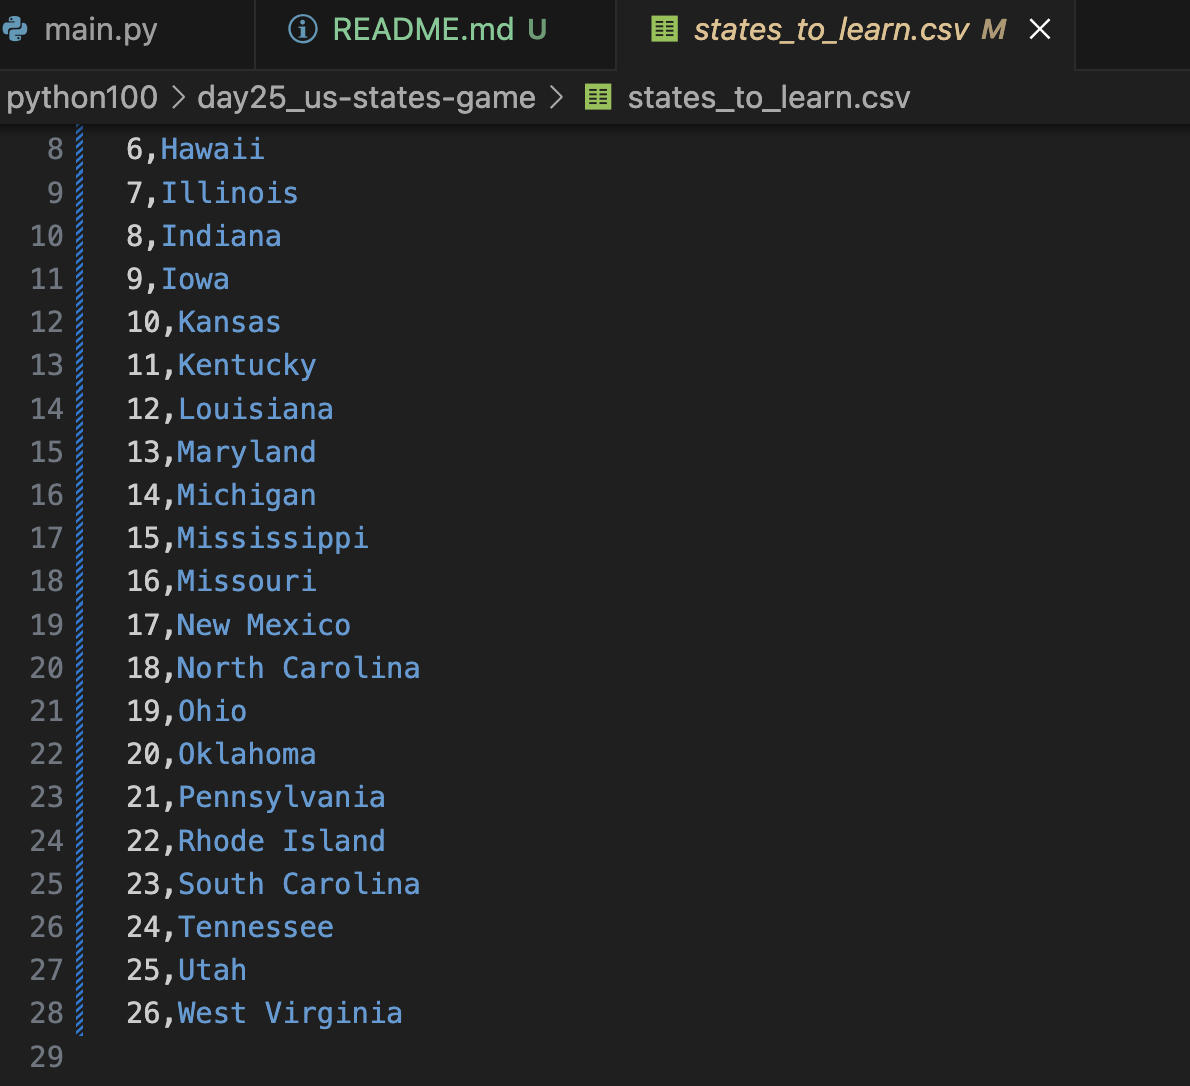 main.py README.md U states_to_learn.csv M
python100 > day25_us-states-game > states_to_learn.csv
8 6,Hawaii
9 7,Illinois
10 8,Indiana
11 9,Iowa
12 10,Kansas
13 11,Kentucky
14 12,Louisiana
15 13,Maryland
16 14,Michigan
17 15,Mississippi
18 16,Missouri
19 17,New Mexico
20 18,North Carolina
21 19,Ohio
22 20,Oklahoma
23 21,Pennsylvania
24 22,Rhode Island
25 23,South Carolina
26 24,Tennessee
27 25,Utah
28 26,West Virginia
29